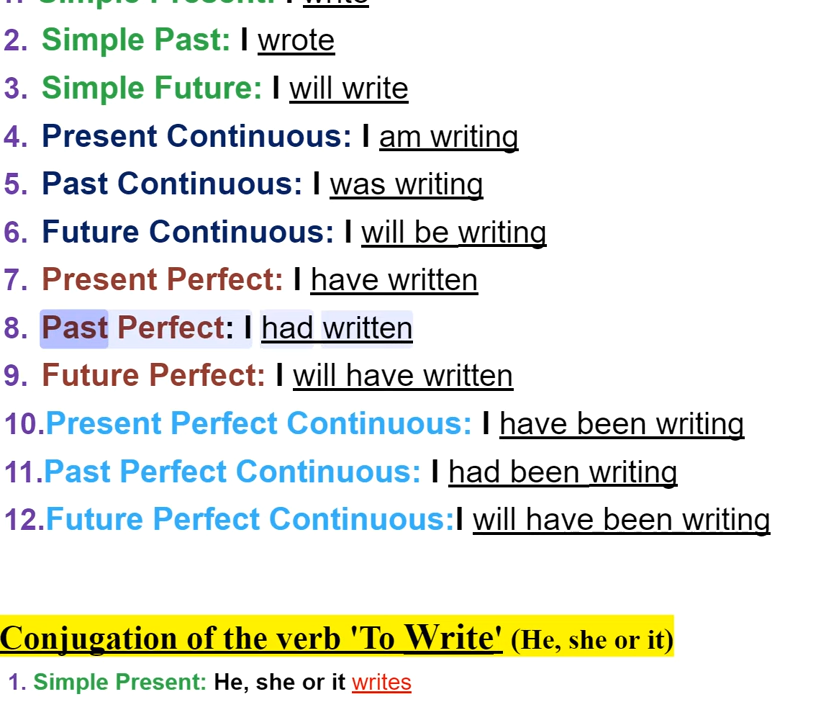 1. Simple Present: I write
2. Simple Past: I wrote
3. Simple Future: I will write
4. Present Continuous: I am writing
5. Past Continuous: I was writing
6. Future Continuous: I will be writing
7. Present Perfect: I have written
8. Past Perfect: I had written
9. Future Perfect: I will have written
10.Present Perfect Continuous: I have been writing
11.Past Perfect Continuous: I had been writing
12.Future Perfect Continuous:I will have been writing
Conjugation of the verb 'To Write' (He, she or it)
1. Simple Present: He, she or it writes